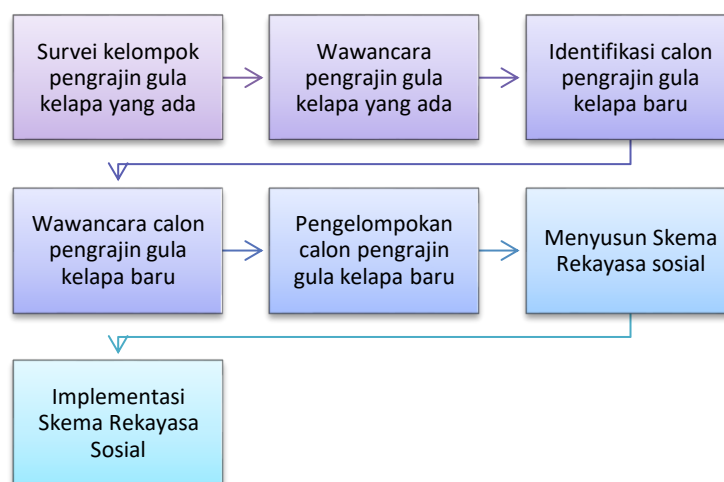 Survei kelompok
pengrajin gula
kelapa yang ada
Wawancara
pengrajin gula
kelapa yang ada
Identifikasi calon
pengrajin gula
kelapa baru
Wawancara calon
pengrajin gula
kelapa baru
Pengelompokan
calon pengrajin
gula kelapa baru
Menyusun Skema
Rekayasa sosial
Implementasi
Skema Rekayasa
Sosial